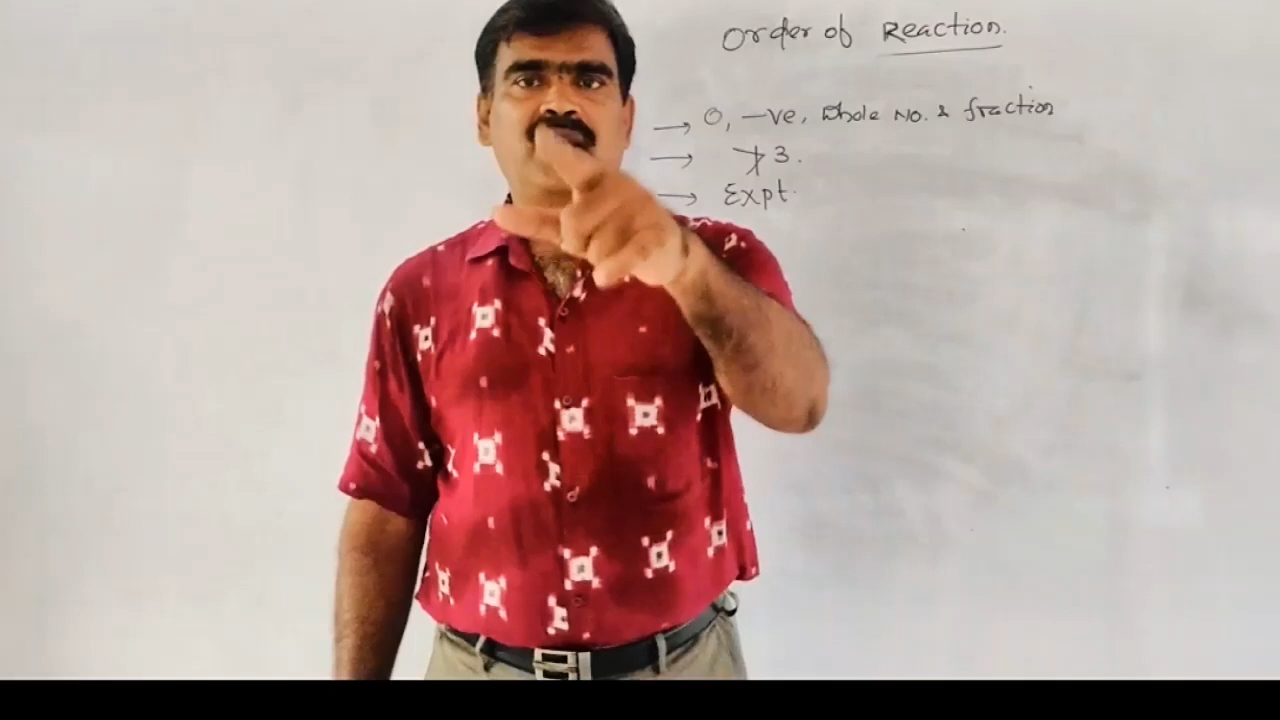 Order of Reaction.
→ 0, -ve, Whole No. & fraction
→ ≯ 3.
→ Expt.